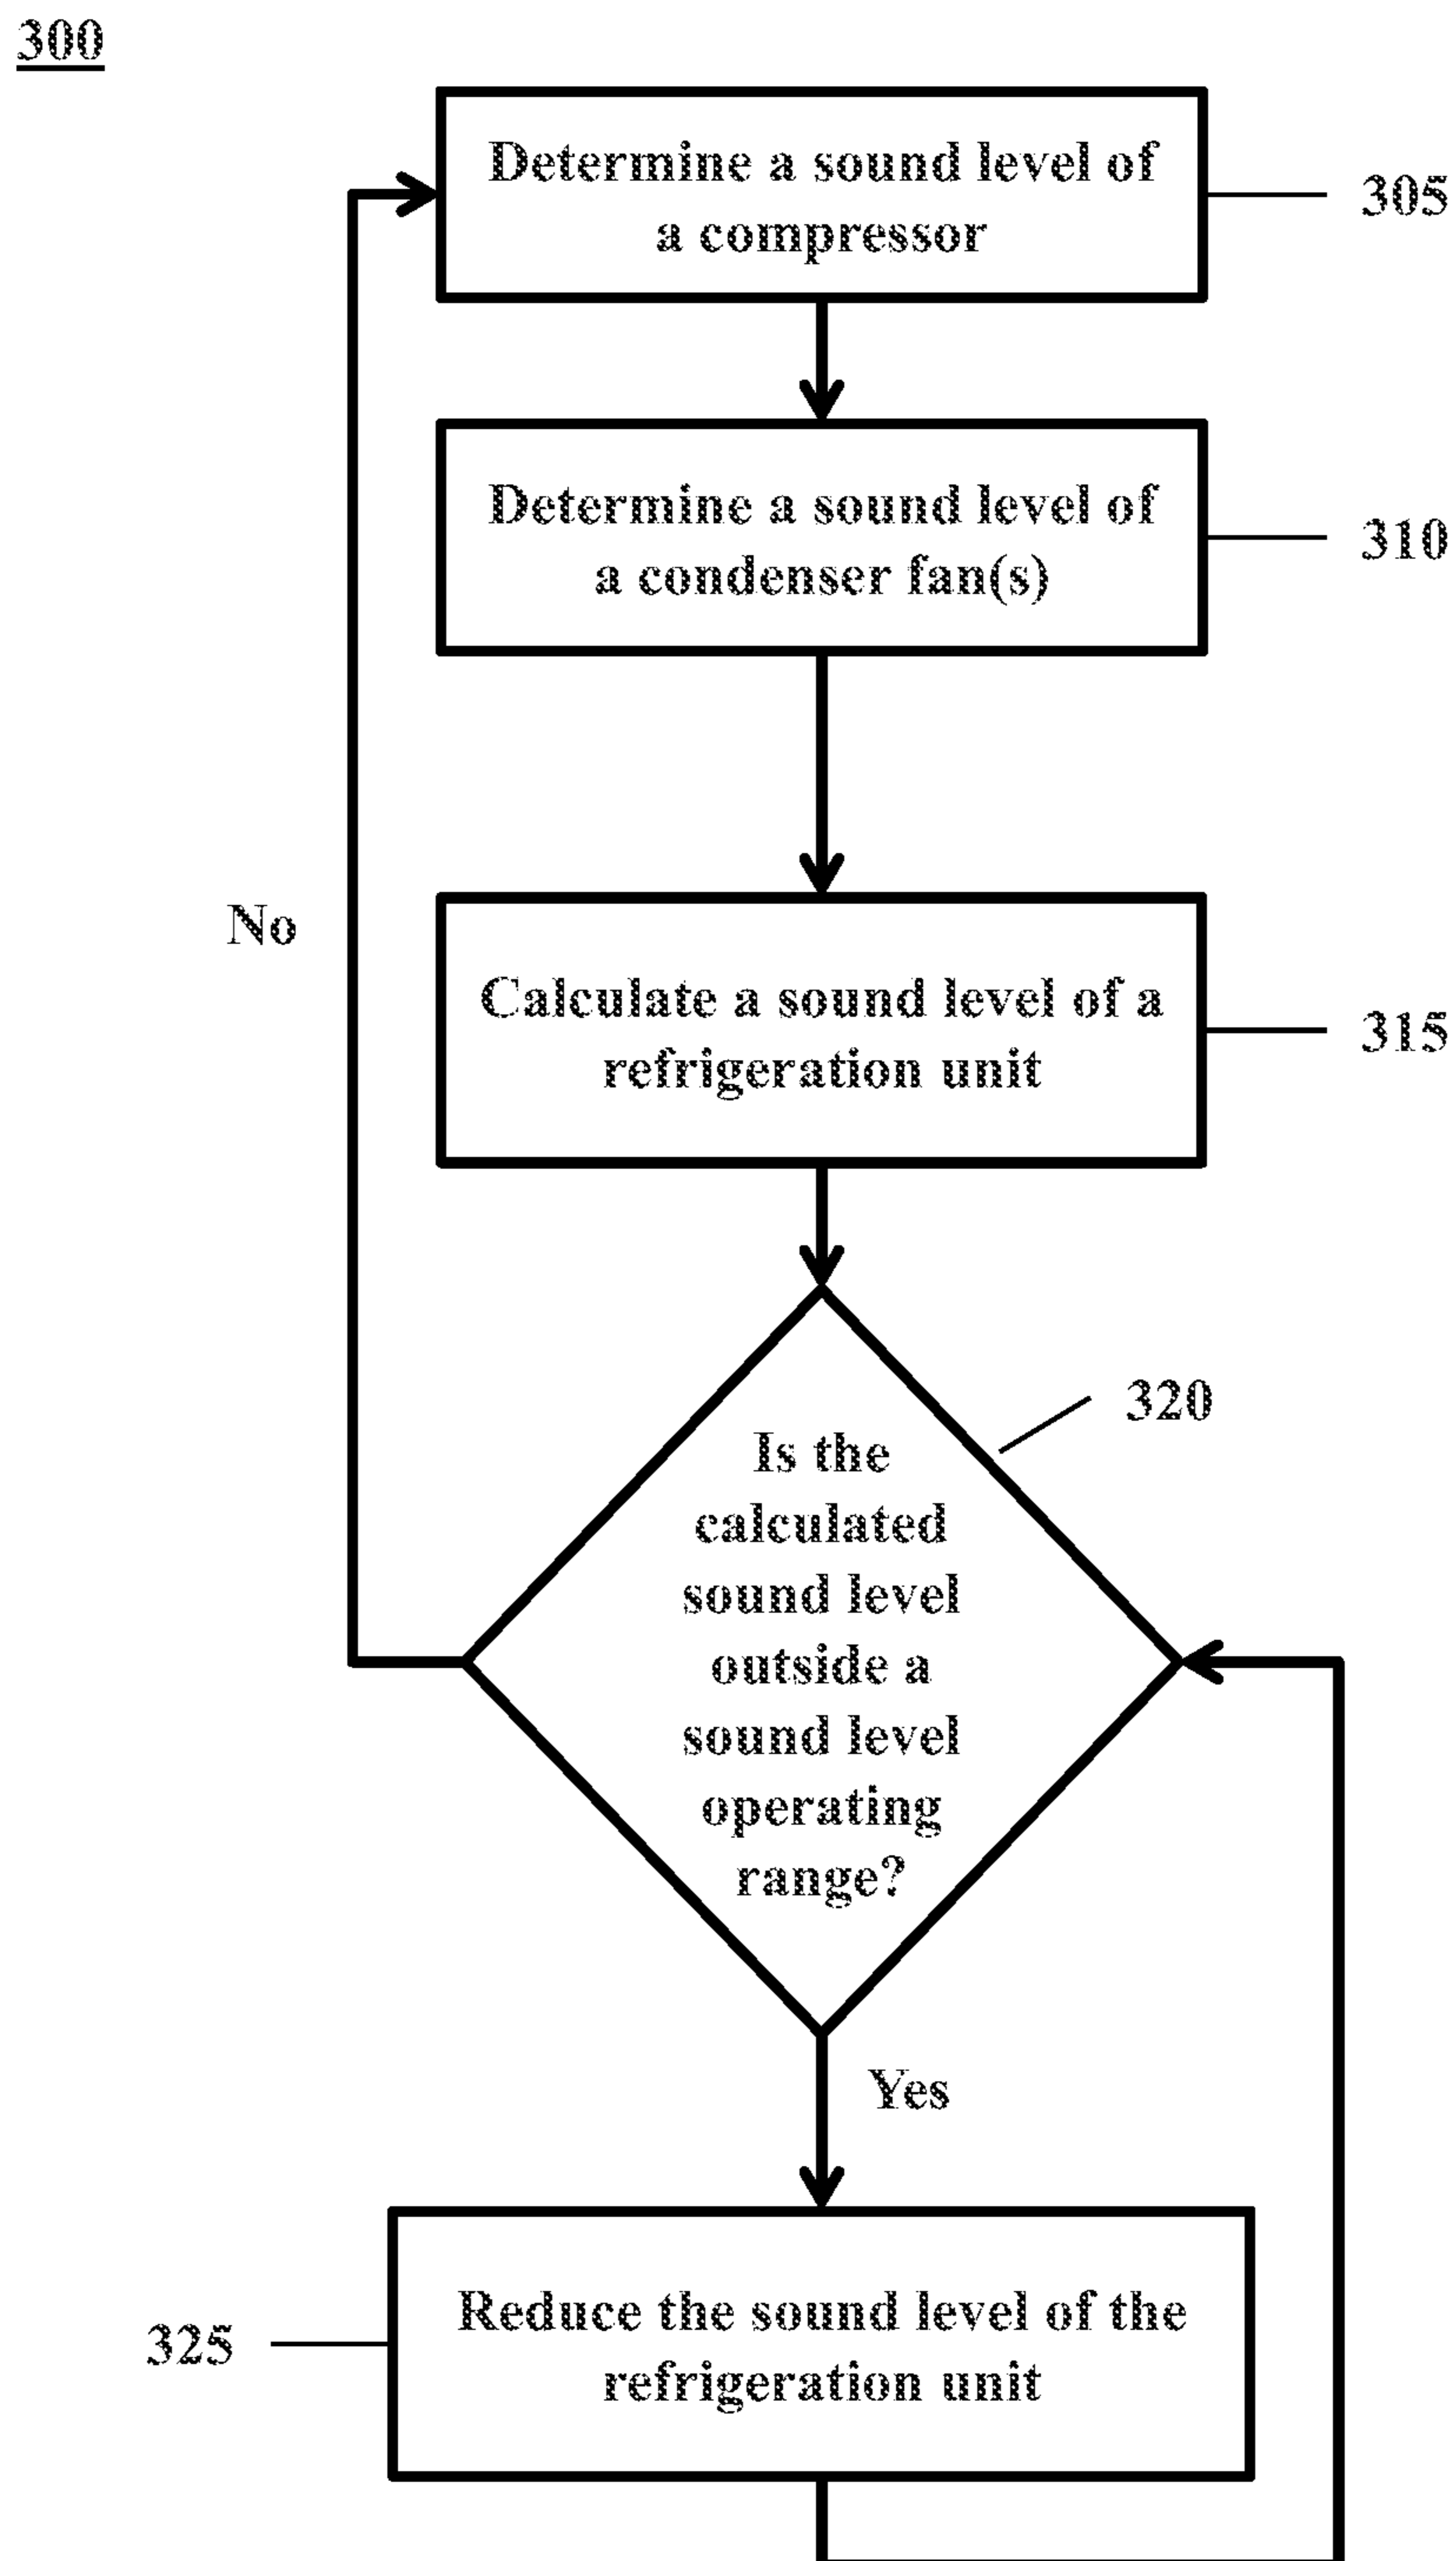 300
Determine a sound level of
a compressor
305
Determine a sound level of
a condenser fan(s)
310
Calculate a sound level of a
refrigeration unit
315
No
320
Is the
calculated
sound level
outside a
sound level
operating
range?
Yes
Reduce the sound level of the
refrigeration unit
325